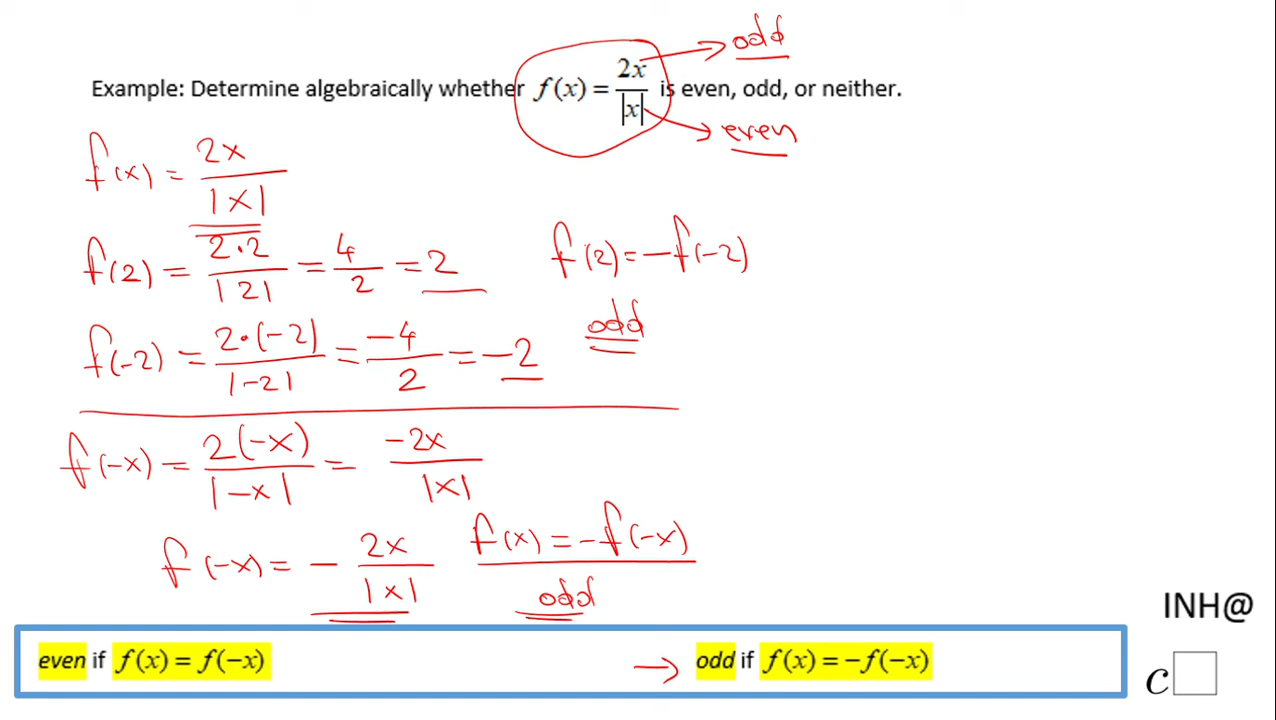 odd
Example: Determine algebraically whether f(x) = 2x/|x| is even, odd, or neither.
even
f(x) = 2x/|x|
f(2) = 2·2/|2| = 4/2 = 2
f(2) = -f(-2)
odd
f(-2) = 2·(-2)/|-2| = -4/2 = -2
f(-x) = 2(-x)/|-x| = -2x/|x|
f(-x) = - 2x/|x|
f(x) = -f(-x)
odd
INH@
even if f(x) = f(−x)
→ odd if f(x) = −f(−x)
c